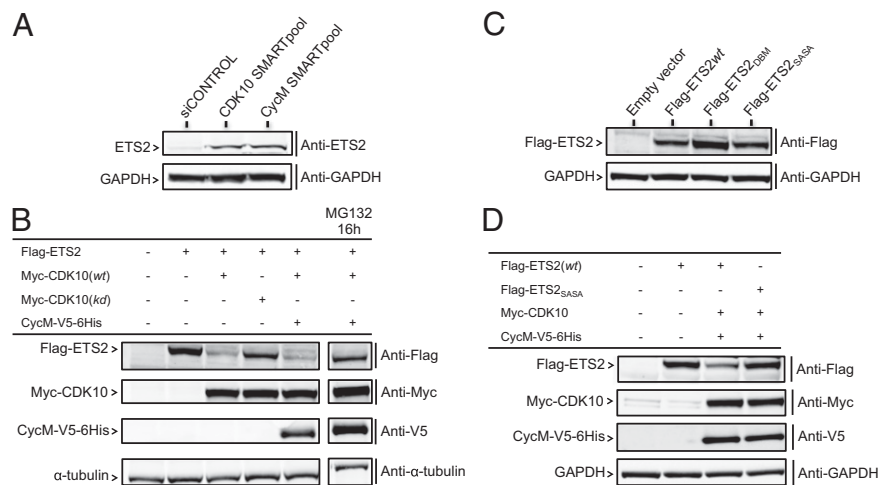 A
siCONTROL
CDK10 SMARTpool
CycM SMARTpool
ETS2> Anti-ETS2
GAPDH> Anti-GAPDH
B
MG132
16h
Flag-ETS2 - + + + + +
Myc-CDK10(wt) - - + - + +
Myc-CDK10(kd) - - - + - -
CycM-V5-6His - - - - + +
Flag-ETS2> Anti-Flag
Myc-CDK10> Anti-Myc
CycM-V5-6His> Anti-V5
α-tubulin> Anti-α-tubulin
C
Empty vector
Flag-ETS2wt
Flag-ETS2DBM
Flag-ETS2SASA
Flag-ETS2> Anti-Flag
GAPDH> Anti-GAPDH
D
Flag-ETS2(wt) - + + -
Flag-ETS2SASA - - - +
Myc-CDK10 - - + +
CycM-V5-6His - - + +
Flag-ETS2> Anti-Flag
Myc-CDK10> Anti-Myc
CycM-V5-6His> Anti-V5
GAPDH> Anti-GAPDH